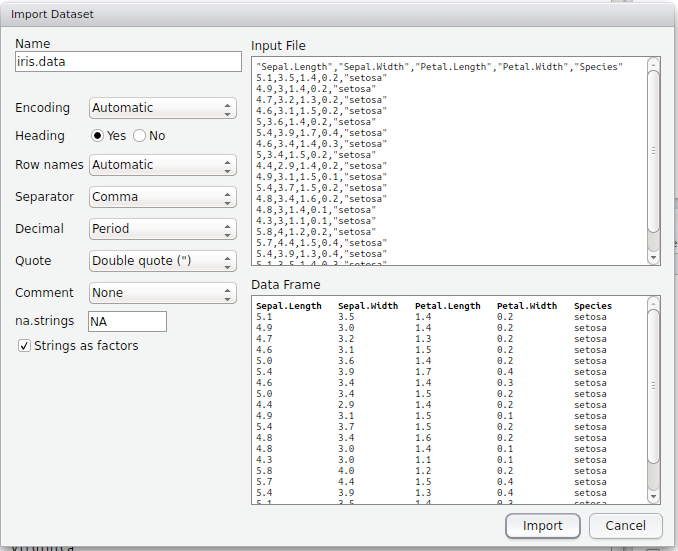 Import Dataset
Name
iris.data
Encoding Automatic
Heading Yes No
Row names Automatic
Separator Comma
Decimal Period
Quote Double quote (")
Comment None
na.strings NA
Strings as factors
Input File
"Sepal.Length","Sepal.Width","Petal.Length","Petal.Width","Species"
5.1,3.5,1.4,0.2,"setosa"
4.9,3,1.4,0.2,"setosa"
4.7,3.2,1.3,0.2,"setosa"
4.6,3.1,1.5,0.2,"setosa"
5,3.6,1.4,0.2,"setosa"
5.4,3.9,1.7,0.4,"setosa"
4.6,3.4,1.4,0.3,"setosa"
5,3.4,1.5,0.2,"setosa"
4.4,2.9,1.4,0.2,"setosa"
4.9,3.1,1.5,0.1,"setosa"
5.4,3.7,1.5,0.2,"setosa"
4.8,3.4,1.6,0.2,"setosa"
4.8,3,1.4,0.1,"setosa"
4.3,3,1.1,0.1,"setosa"
5.8,4,1.2,0.2,"setosa"
5.7,4.4,1.5,0.4,"setosa"
5.4,3.9,1.3,0.4,"setosa"
5.1,3.5,1.4,0.3,"setosa"
Data Frame
Sepal.Length Sepal.Width Petal.Length Petal.Width Species
5.1 3.5 1.4 0.2 setosa
4.9 3.0 1.4 0.2 setosa
4.7 3.2 1.3 0.2 setosa
4.6 3.1 1.5 0.2 setosa
5.0 3.6 1.4 0.2 setosa
5.4 3.9 1.7 0.4 setosa
4.6 3.4 1.4 0.3 setosa
5.0 3.4 1.5 0.2 setosa
4.4 2.9 1.4 0.2 setosa
4.9 3.1 1.5 0.1 setosa
5.4 3.7 1.5 0.2 setosa
4.8 3.4 1.6 0.2 setosa
4.8 3.0 1.4 0.1 setosa
4.3 3.0 1.1 0.1 setosa
5.8 4.0 1.2 0.2 setosa
5.7 4.4 1.5 0.4 setosa
5.4 3.9 1.3 0.4 setosa
5.1 3.5 1.4 0.3 setosa
Import Cancel